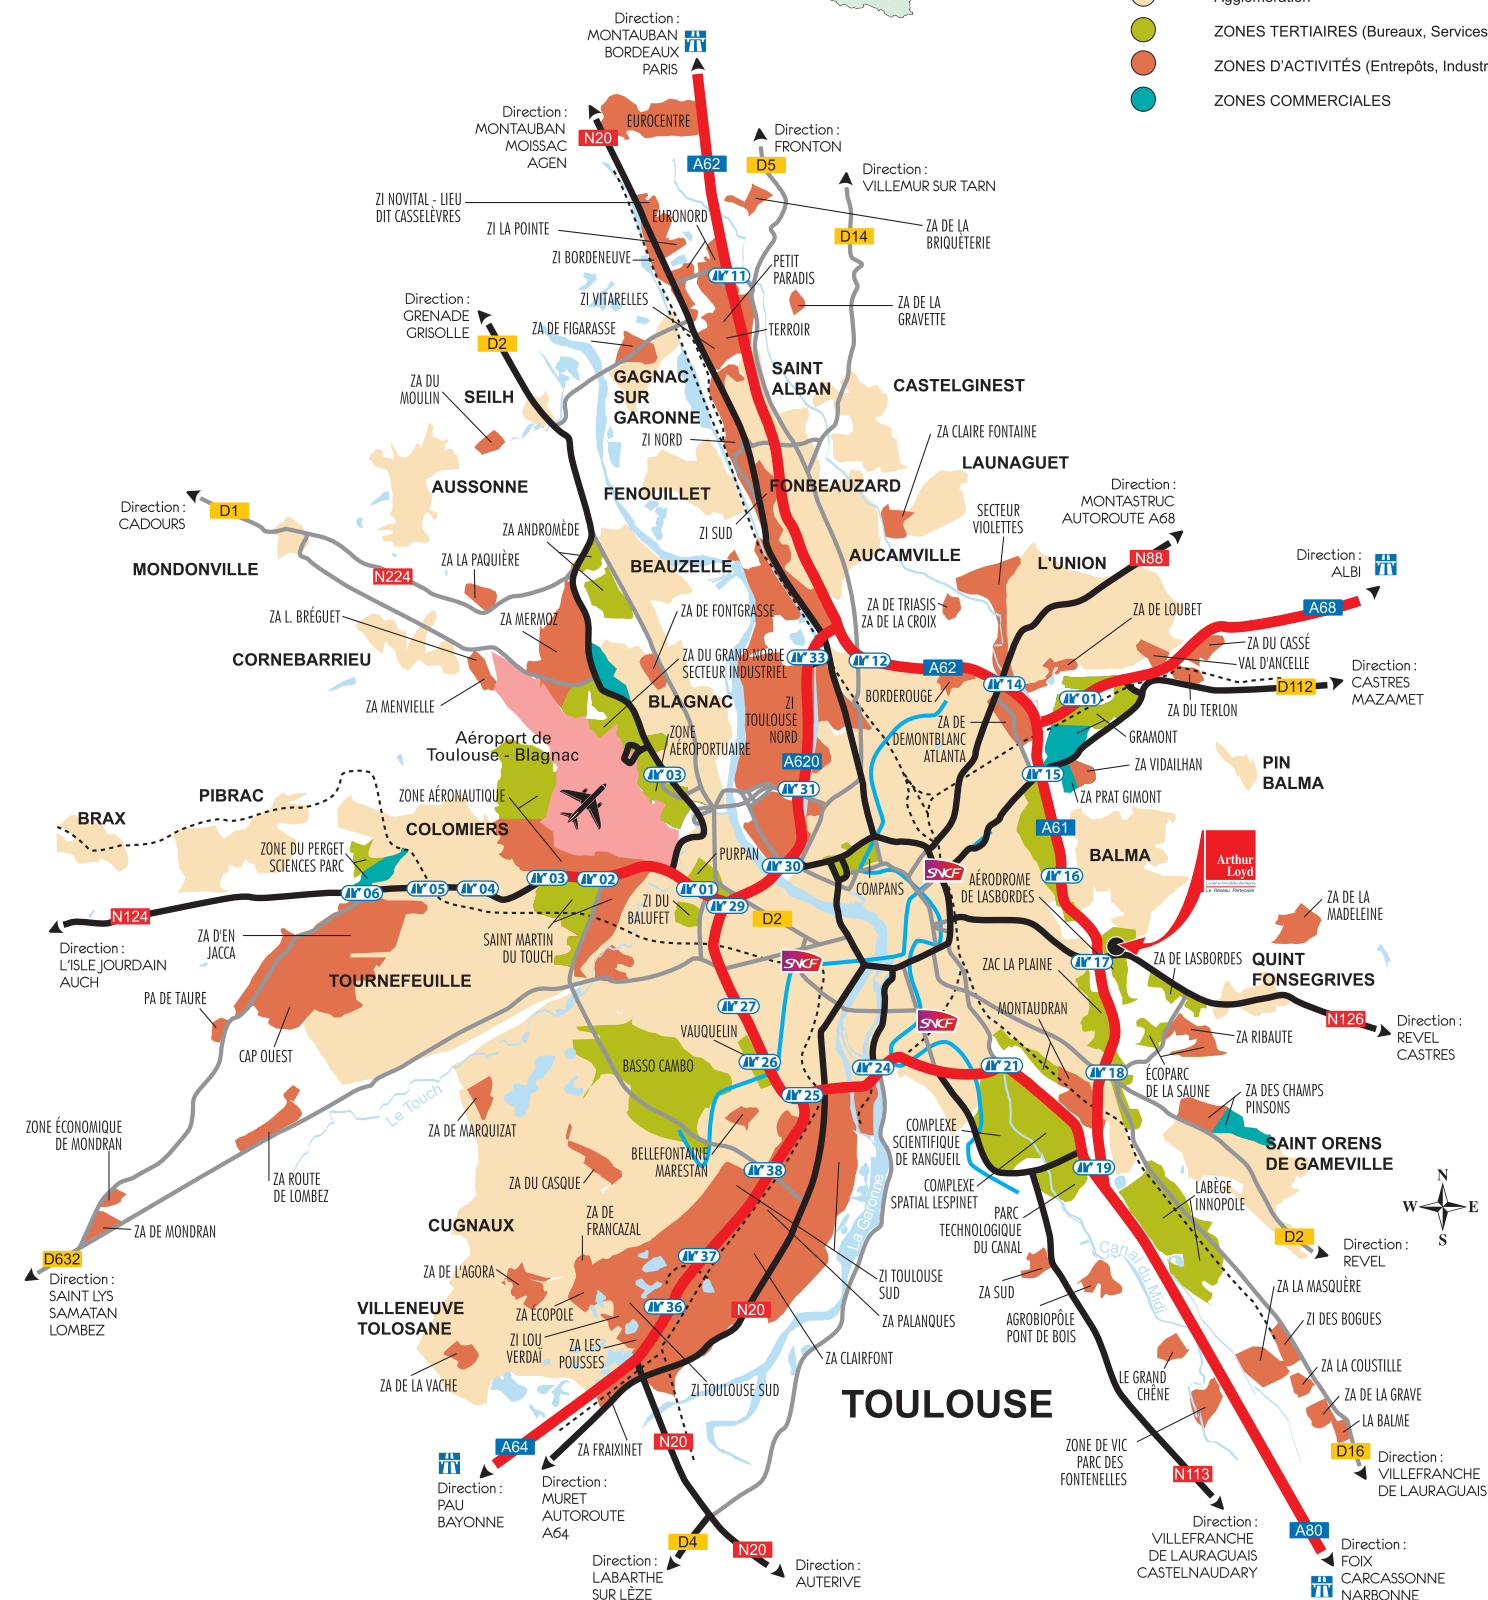 Agglomération
ZONES TERTIAIRES (Bureaux, Services
ZONES D'ACTIVITÉS (Entrepôts, Industr
ZONES COMMERCIALES
Direction :
MONTAUBAN
BORDEAUX
PARIS
Direction :
MONTAUBAN
MOISSAC
AGEN
N20
EUROCENTRE
A62
Direction :
FRONTON
D5
Direction :
VILLEMUR SUR TARN
D14
ZI NOVITAL - LIEU
DIT CASSELÈVRES
ZI LA POINTE
EURONORD
ZI BORDENEUVE
ZA DE LA
BRIQUÈTERIE
11
PETIT
PARADIS
ZI VITARELLES
ZA DE LA
GRAVETTE
Direction :
GRENADE
GRISOLLE
D2
ZA DE FIGARASSE
TERROIR
ZA DU
MOULIN
SEILH
GAGNAC
SUR
GARONNE
SAINT
ALBAN
CASTELGINEST
ZI NORD
ZA CLAIRE FONTAINE
LAUNAGUET
AUSSONNE
FENOUILLET
FONBEAUZARD
Direction :
MONTASTRUC
AUTOROUTE A68
Direction :
CADOURS
D1
SECTEUR
VIOLETTES
ZA ANDROMÈDE
ZI SUD
AUCAMVILLE
L'UNION
N88
Direction :
ALBI
MONDONVILLE
N224
ZA LA PAQUIÈRE
BEAUZELLE
A68
ZA L. BRÉGUET
ZA MERMOZ
ZA DE FONTGRASSE
ZA DE TRIASIS
ZA DE LA CROIX
ZA DE LOUBET
ZA DU CASSÉ
VAL D'ANCELLE
CORNEBARRIEU
ZA DU GRAND NOBLE
SECTEUR INDUSTRIEL
33
12
A62
14
BORDEROUGE
01
D112
Direction :
CASTRES
MAZAMET
ZA MENVIELLE
BLAGNAC
ZI
TOULOUSE
NORD
ZA DE
DEMONTBLANC
ATLANTA
ZA DU TERLON
GRAMONT
Aéroport de
Toulouse - Blagnac
ZONE
AÉROPORTUAIRE
03
A620
15
ZA VIDAILHAN
PIN
BALMA
ZONE AÉRONAUTIQUE
31
ZA PRAT GIMONT
PIBRAC
BRAX
COLOMIERS
A61
BALMA
Arthur
Loyd
Conseil en immobilier d'entreprise
Le Réseau Partenaire
ZONE DU PERGET
SCIENCES PARC
PURPAN
30
COMPANS
SNCF
AÉRODROME
DE LASBORDES
16
06
05
04
03
02
01
29
N124
ZI DU
BALUFET
D2
ZA DE LA
MADELEINE
Direction :
L'ISLE JOURDAIN
AUCH
ZA D'EN
JACCA
SAINT MARTIN
DU TOUCH
SNCF
ZAC LA PLAINE
17
ZA DE LASBORDES
QUINT
FONSEGRIVES
TOURNEFEUILLE
PA DE TAURE
27
MONTAUDRAN
N126
Direction :
REVEL
CASTRES
CAP OUEST
VAUQUELIN
SNCF
ZA RIBAUTE
BASSO CAMBO
26
24
21
18
ÉCOPARC
DE LA SAUNE
ZA DES CHAMPS
PINSONS
Le Touch
25
ZONE ÉCONOMIQUE
DE MONDRAN
ZA DE MARQUIZAT
COMPLEXE
SCIENTIFIQUE
DE RANGUEIL
SAINT ORENS
DE GAMEVILLE
BELLEFONTAINE
MARESTAN
38
19
ZA ROUTE
DE LOMBEZ
ZA DU CASQUE
COMPLEXE
SPATIAL LESPINET
LABÈGE
INNOPOLE
N
W E
S
ZA DE MONDRAN
CUGNAUX
ZA DE
FRANCAZAL
La Garonne
PARC
TECHNOLOGIQUE
DU CANAL
D2
Direction :
REVEL
D632
Direction :
SAINT LYS
SAMATAN
LOMBEZ
37
Canal du Midi
ZA DE L'AGORA
ZI TOULOUSE
SUD
ZA SUD
ZA LA MASQUÈRE
VILLENEUVE
TOLOSANE
ZA ÉCOPOLE
36
N20
ZA PALANQUES
AGROBIOPÔLE
PONT DE BOIS
ZI DES BOGUES
ZI LOU
VERDAÏ
ZA LES
POUSSES
ZA CLAIRFONT
ZA LA COUSTILLE
ZA DE LA VACHE
ZI TOULOUSE SUD
LE GRAND
CHÊNE
ZA DE LA GRAVE
TOULOUSE
LA BALME
A64
ZA FRAIXINET
N20
ZONE DE VIC
PARC DES
FONTENELLES
D16
Direction :
VILLEFRANCHE
DE LAURAGUAIS
Direction :
PAU
BAYONNE
Direction :
MURET
AUTOROUTE
A64
N113
D4
N20
Direction :
LABARTHE
SUR LÈZE
Direction :
AUTERIVE
Direction :
VILLEFRANCHE
DE LAURAGUAIS
CASTELNAUDARY
A80
Direction :
FOIX
CARCASSONNE
NARBONNE